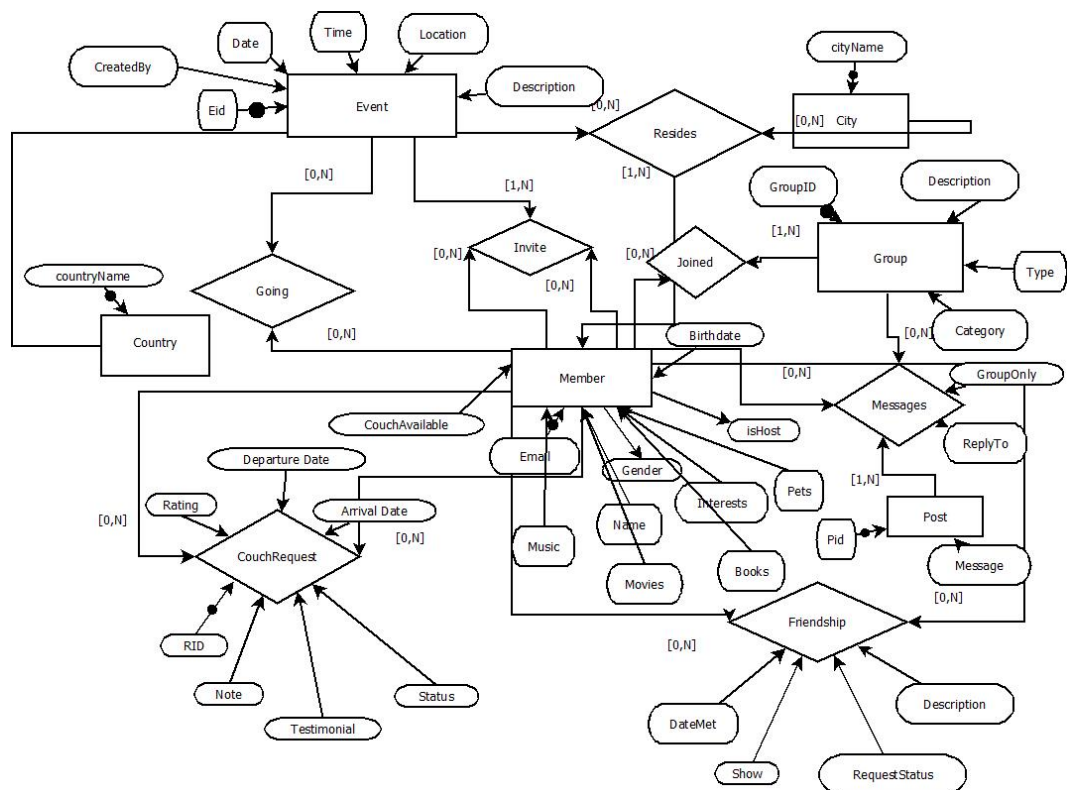 Date
Time
Location
cityName
CreatedBy
Description
Eid
Event
[0,N]
Resides
[0,N]
City
[0,N]
[1,N]
[1,N]
GroupID
Description
countryName
Going
[0,N]
Invite
[0,N]
Joined
[1,N]
Group
Type
[0,N]
Country
[0,N]
Birthdate
[0,N]
Category
Member
[0,N]
GroupOnly
Messages
CouchAvailable
isHost
ReplyTo
Email
Departure Date
Gender
Interests
Pets
[1,N]
Rating
Arrival Date
Name
Post
[0,N]
[0,N]
Music
Pid
CouchRequest
Movies
Books
Message
[0,N]
RID
Friendship
[0,N]
Note
Status
Testimonial
DateMet
Description
Show
RequestStatus